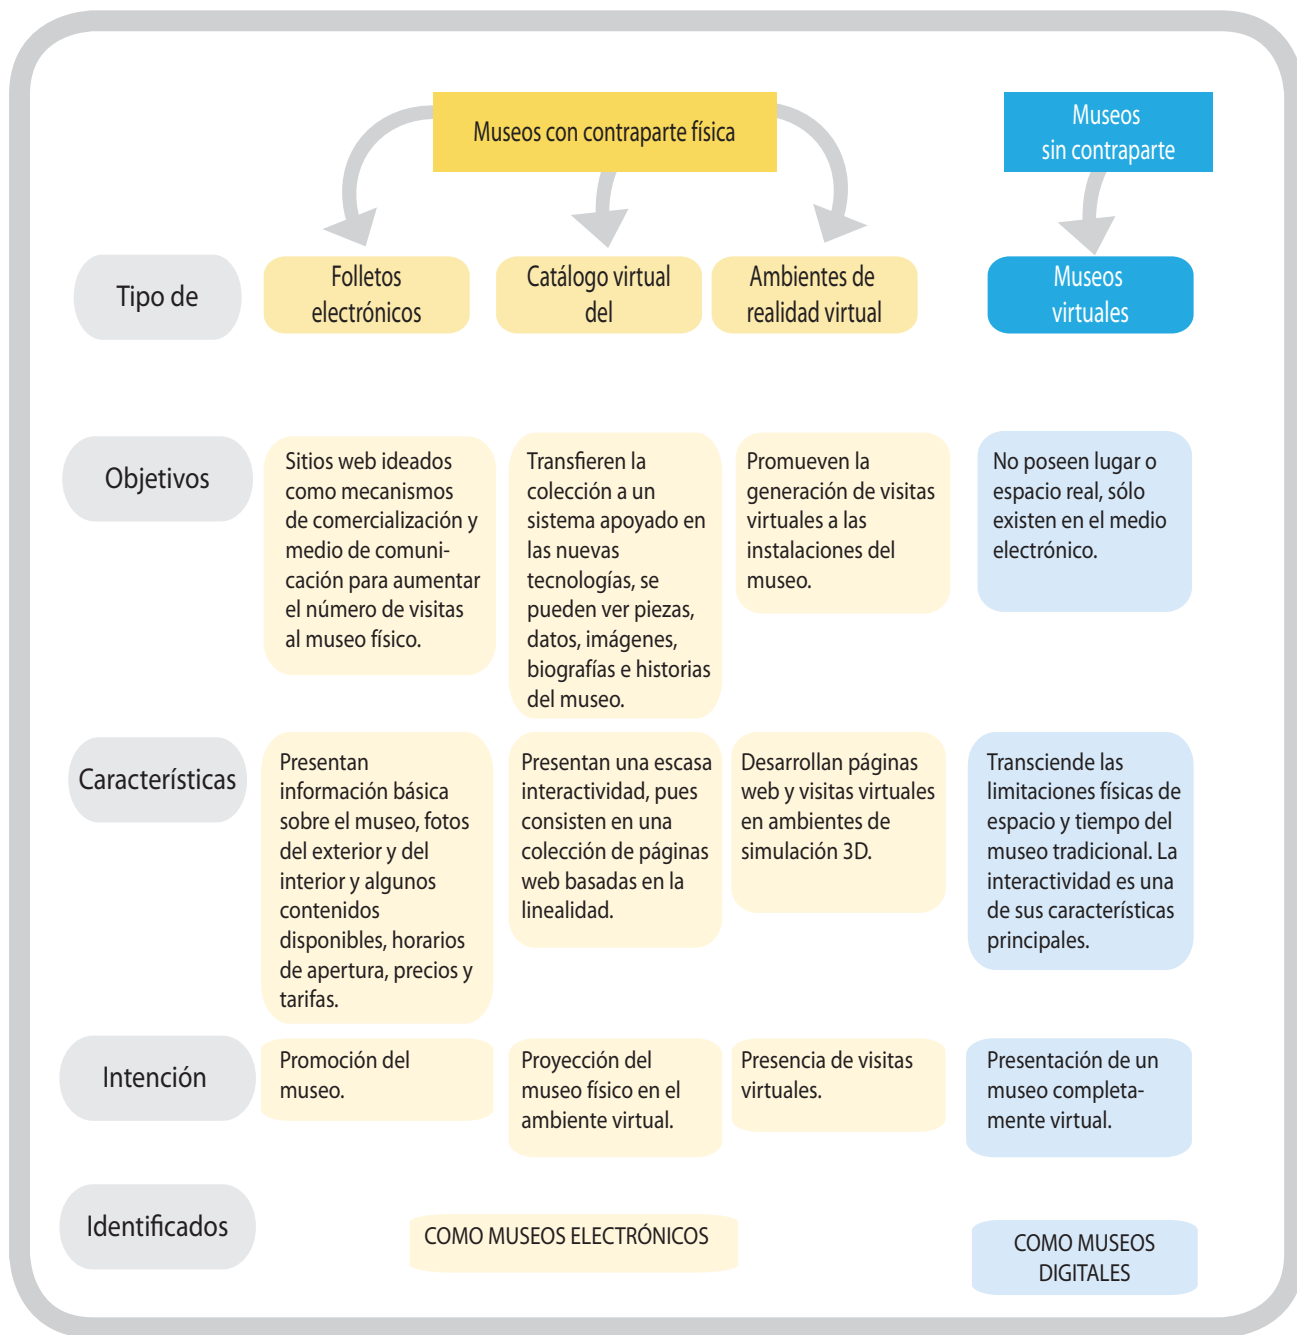 Museos con contraparte física
Museos
sin contraparte
Tipo de
Folletos
electrónicos
Catálogo virtual
del
Ambientes de
realidad virtual
Museos
virtuales
Objetivos
Sitios web ideados
como mecanismos
de comercialización y
medio de comuni-
cación para aumentar
el número de visitas
al museo físico.
Transfieren la
colección a un
sistema apoyado en
las nuevas
tecnologías, se
pueden ver piezas,
datos, imágenes,
biografías e historias
del museo.
Promueven la
generación de visitas
virtuales a las
instalaciones del
museo.
No poseen lugar o
espacio real, sólo
existen en el medio
electrónico.
Características
Presentan
información básica
sobre el museo, fotos
del exterior y del
interior y algunos
contenidos
disponibles, horarios
de apertura, precios y
tarifas.
Presentan una escasa
interactividad, pues
consisten en una
colección de páginas
web basadas en la
linealidad.
Desarrollan páginas
web y visitas virtuales
en ambientes de
simulación 3D.
Transciende las
limitaciones físicas de
espacio y tiempo del
museo tradicional. La
interactividad es una
de sus características
principales.
Intención
Promoción del
museo.
Proyección del
museo físico en el
ambiente virtual.
Presencia de visitas
virtuales.
Presentación de un
museo completa-
mente virtual.
Identificados
COMO MUSEOS ELECTRÓNICOS
COMO MUSEOS
DIGITALES